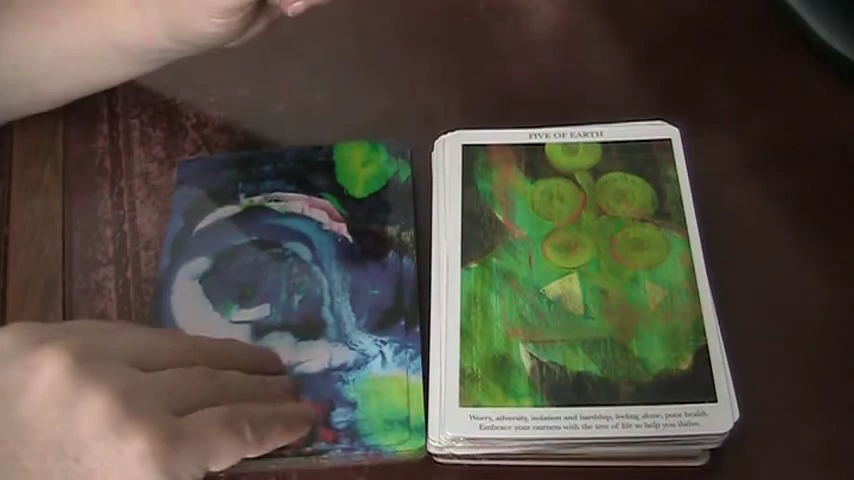 FIVE OF EARTH
Worry, adversity, isolation and hardship, feeling alone, poor health.
Embrace your oneness with the tree of life to help you thrive.